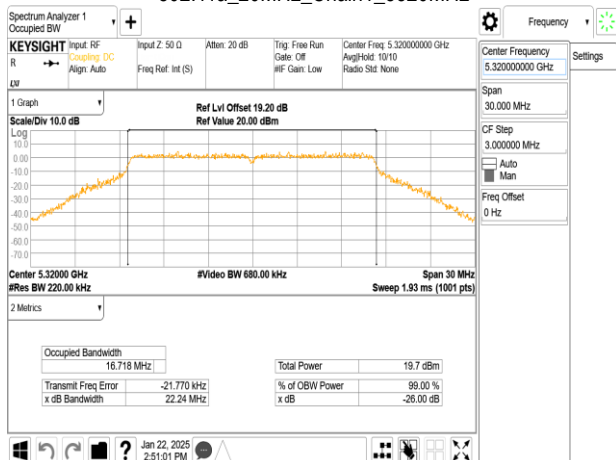 Spectrum Analyzer 1
Occupied BW
Frequency
KEYSIGHT
R
LXI
Input: RF
Coupling: DC
Align: Auto
Input Z: 50 Ω
Freq Ref: Int (S)
Atten: 20 dB
Trig: Free Run
Gate: Off
#IF Gain: Low
Center Freq: 5.320000000 GHz
Avg|Hold: 10/10
Radio Std: None
Center Frequency
5.320000000 GHz
Settings
Span
30.000 MHz
CF Step
3.000000 MHz
Auto
Man
Freq Offset
0 Hz
1 Graph
Scale/Div 10.0 dB
Ref Lvl Offset 19.20 dB
Ref Value 20.00 dBm
Log
10.0
0.00
-10.0
-20.0
-30.0
-40.0
-50.0
-60.0
-70.0
Center 5.32000 GHz
#Res BW 220.00 kHz
#Video BW 680.00 kHz
Span 30 MHz
Sweep 1.93 ms (1001 pts)
2 Metrics
Occupied Bandwidth
16.718 MHz
Transmit Freq Error -21.770 kHz
x dB Bandwidth 22.24 MHz
Total Power 19.7 dBm
% of OBW Power 99.00 %
x dB -26.00 dB
?
Jan 22, 2025
2:51:01 PM